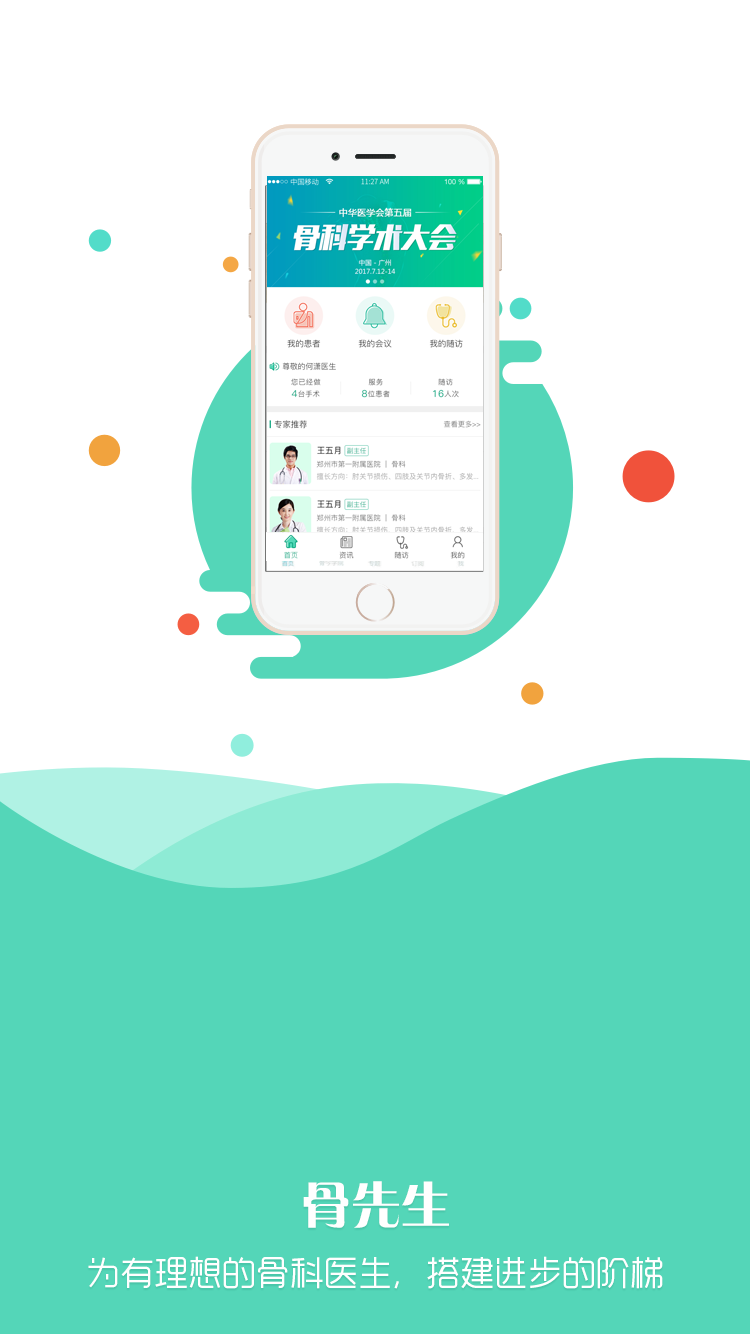 中国移动 11:27 AM 100 %
中华医学会第五届
骨科学术大会
中国 - 广州
2017.7.12-14
我的患者 我的会议 我的随访
尊敬的何潇医生
您已经做 服务 随访
4台手术 8位患者 16人次
专家推荐 查看更多>>
王五月 副主任
郑州市第一附属医院 | 骨科
擅长方向: 肘关节损伤、四肢及关节内骨折、多发...
王五月 副主任
郑州市第一附属医院 | 骨科
擅长方向: 肘关节损伤、四肢及关节内骨折、多发...
首页 资讯 随访 我的
骨先生
为有理想的骨科医生，搭建进步的阶梯